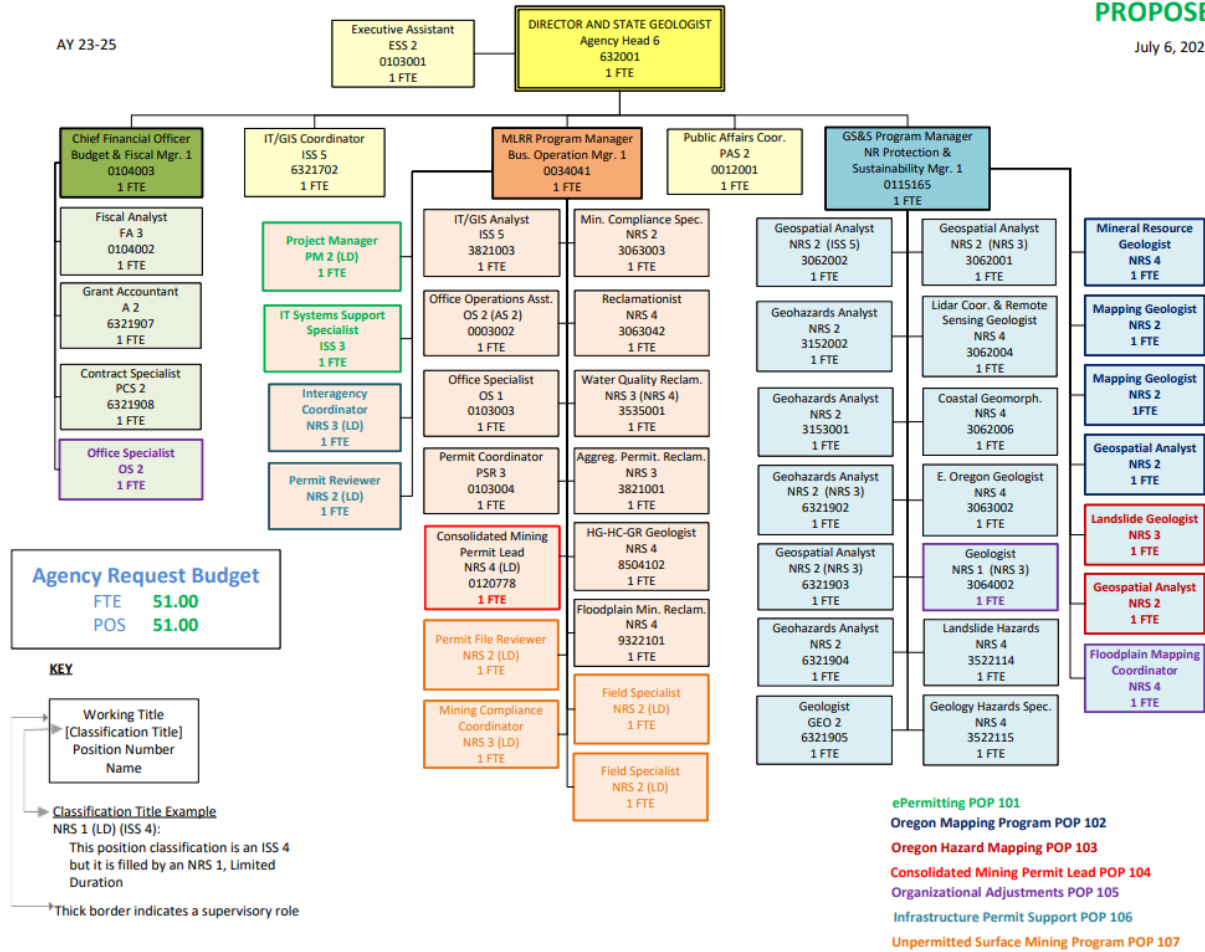 PROPOSE
July 6, 202
AY 23-25
Executive Assistant
ESS 2
0103001
1 FTE
DIRECTOR AND STATE GEOLOGIST
Agency Head 6
632001
1 FTE
Chief Financial Officer
Budget & Fiscal Mgr. 1
0104003
1 FTE
IT/GIS Coordinator
ISS 5
6321702
1 FTE
MLRR Program Manager
Bus. Operation Mgr. 1
0034041
1 FTE
Public Affairs Coor.
PAS 2
0012001
1 FTE
GS&S Program Manager
NR Protection &
Sustainability Mgr. 1
0115165
1 FTE
Fiscal Analyst
FA 3
0104002
1 FTE
Grant Accountant
A 2
6321907
1 FTE
Contract Specialist
PCS 2
6321908
1 FTE
Office Specialist
OS 2
1 FTE
Project Manager
PM 2 (LD)
1 FTE
IT Systems Support
Specialist
ISS 3
1 FTE
Interagency
Coordinator
NRS 3 (LD)
1 FTE
Permit Reviewer
NRS 2 (LD)
1 FTE
IT/GIS Analyst
ISS 5
3821003
1 FTE
Office Operations Asst.
OS 2 (AS 2)
0003002
1 FTE
Office Specialist
OS 1
0103003
1 FTE
Permit Coordinator
PSR 3
0103004
1 FTE
Consolidated Mining
Permit Lead
NRS 4 (LD)
0120778
1 FTE
Permit File Reviewer
NRS 2 (LD)
1 FTE
Mining Compliance
Coordinator
NRS 3 (LD)
1 FTE
Min. Compliance Spec.
NRS 2
3063003
1 FTE
Reclamationist
NRS 4
3063042
1 FTE
Water Quality Reclam.
NRS 3 (NRS 4)
3535001
1 FTE
Aggreg. Permit. Reclam.
NRS 3
3821001
1 FTE
HG-HC-GR Geologist
NRS 4
8504102
1 FTE
Floodplain Min. Reclam.
NRS 4
9322101
1 FTE
Field Specialist
NRS 2 (LD)
1 FTE
Field Specialist
NRS 2 (LD)
1 FTE
Geospatial Analyst
NRS 2 (ISS 5)
3062002
1 FTE
Geohazards Analyst
NRS 2
3152002
1 FTE
Geohazards Analyst
NRS 2
3153001
1 FTE
Geohazards Analyst
NRS 2 (NRS 3)
6321902
1 FTE
Geospatial Analyst
NRS 2 (NRS 3)
6321903
1 FTE
Geohazards Analyst
NRS 2
6321904
1 FTE
Geologist
GEO 2
6321905
1 FTE
Geospatial Analyst
NRS 2 (NRS 3)
3062001
1 FTE
Lidar Coor. & Remote
Sensing Geologist
NRS 4
3062004
1 FTE
Coastal Geomorph.
NRS 4
3062006
1 FTE
E. Oregon Geologist
NRS 4
3063002
1 FTE
Geologist
NRS 1 (NRS 3)
3064002
1 FTE
Landslide Hazards
NRS 4
3522114
1 FTE
Geology Hazards Spec.
NRS 4
3522115
1 FTE
Mineral Resource
Geologist
NRS 4
1 FTE
Mapping Geologist
NRS 2
1 FTE
Mapping Geologist
NRS 2
1FTE
Geospatial Analyst
NRS 2
1 FTE
Landslide Geologist
NRS 3
1 FTE
Geospatial Analyst
NRS 2
1 FTE
Floodplain Mapping
Coordinator
NRS 4
1 FTE
Agency Request Budget
FTE 51.00
POS 51.00
KEY
Working Title
[Classification Title]
Position Number
Name
Classification Title Example
NRS 1 (LD) (ISS 4):
This position classification is an ISS 4
but it is filled by an NRS 1, Limited
Duration
Thick border indicates a supervisory role
ePermitting POP 101
Oregon Mapping Program POP 102
Oregon Hazard Mapping POP 103
Consolidated Mining Permit Lead POP 104
Organizational Adjustments POP 105
Infrastructure Permit Support POP 106
Unpermitted Surface Mining Program POP 107